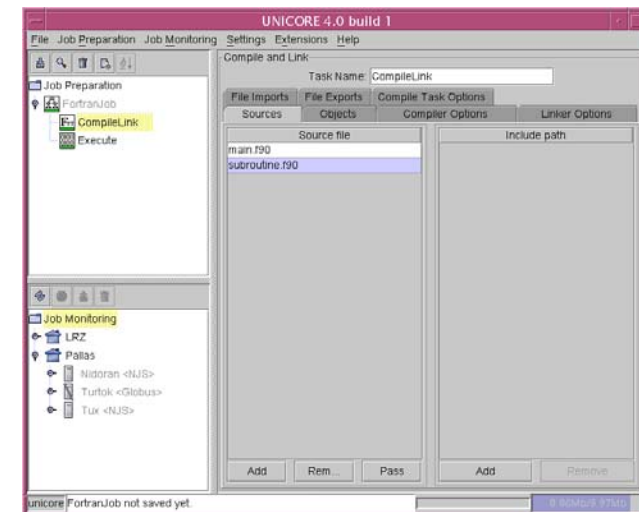 UNICORE 4.0 build 1
File Job Preparation Job Monitoring Settings Extensions Help
Compile and Link
Task Name: CompileLink
File Imports File Exports Compile Task Options
Sources Objects Compiler Options Linker Options
Source file Include path
main.f90
subroutine.f90
Add Rem... Pass Add Remove
Job Preparation
FortranJob
CompileLink
Execute
Job Monitoring
LRZ
Pallas
Nidoran <NJS>
Turtok <Globus>
Tux <NJS>
unicore FortranJob not saved yet.